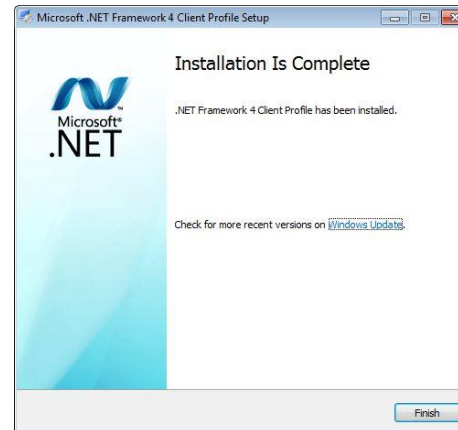 Microsoft .NET Framework 4 Client Profile Setup
Installation Is Complete
Microsoft®
.NET
.NET Framework 4 Client Profile has been installed.
Check for more recent versions on Windows Update.
Finish